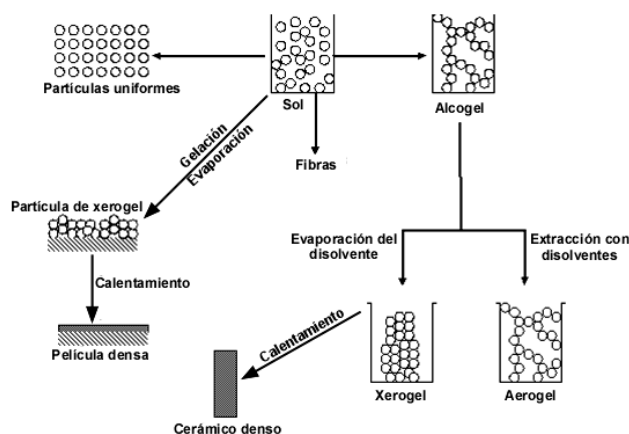 Partículas uniformes
Sol
Alcogel
Gelación
Evaporación
Fibras
Partícula de xerogel
Evaporación del
disolvente
Extracción con
disolventes
Calentamiento
Película densa
Calentamiento
Cerámico denso
Xerogel
Aerogel